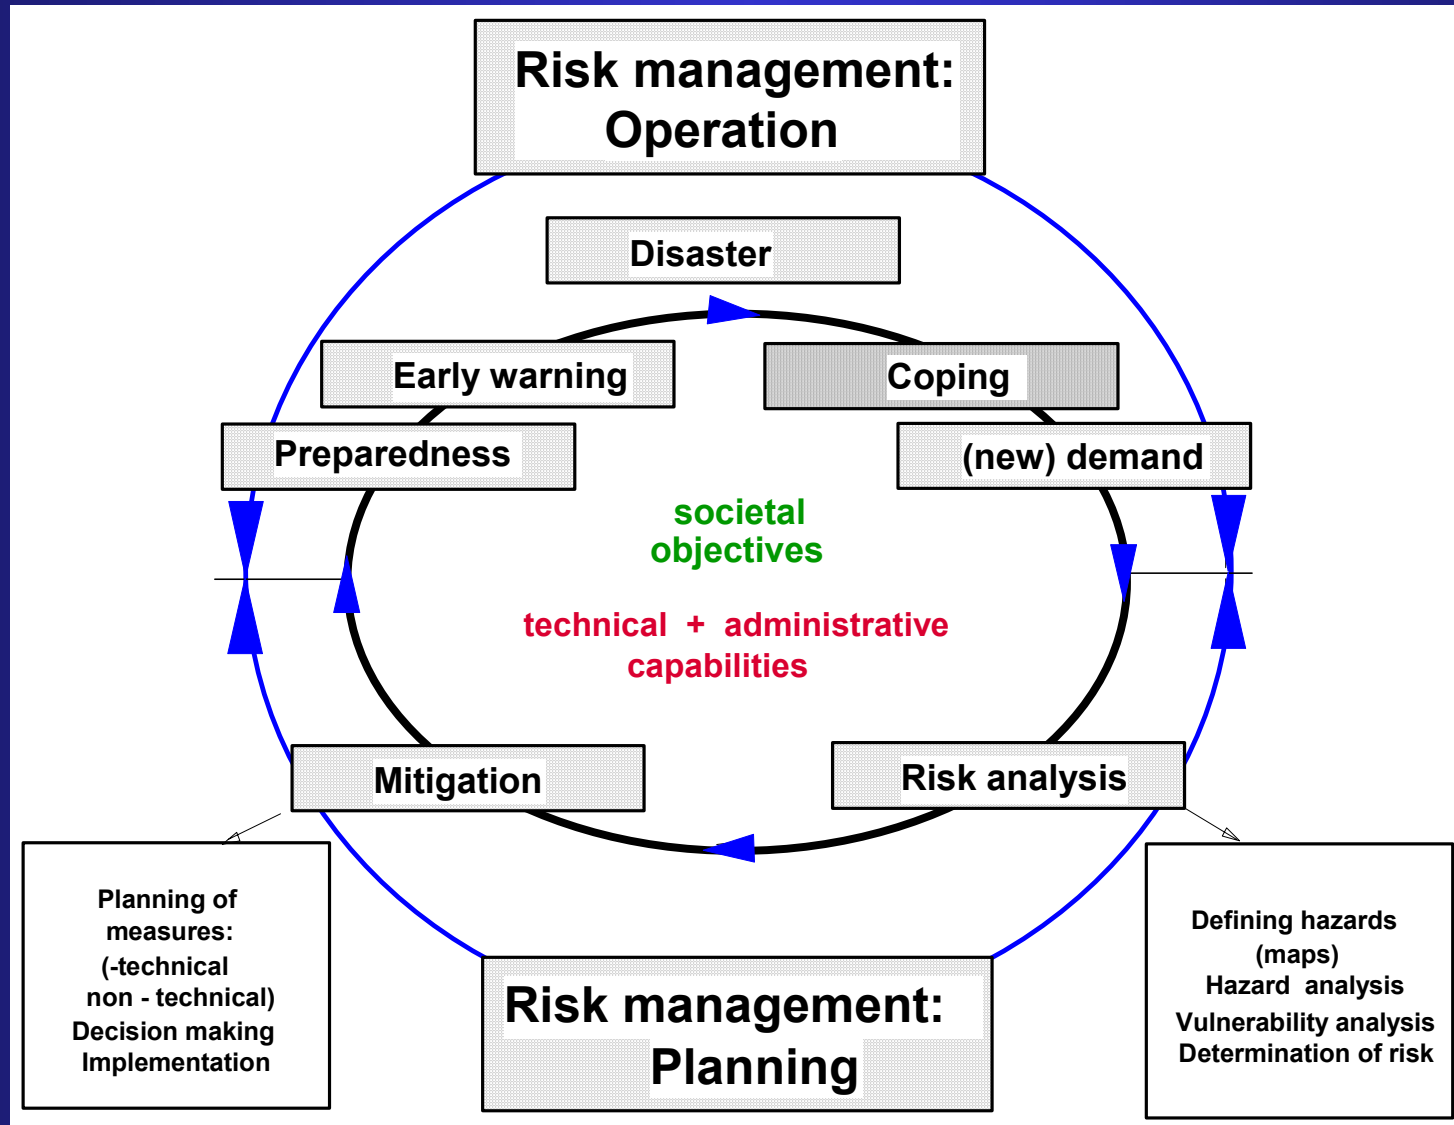 Risk management:
Operation
Disaster
Early warning
Coping
Preparedness
(new) demand
societal
objectives
technical + administrative
capabilities
Mitigation
Risk analysis
Planning of
measures:
(-technical
non - technical)
Decision making
Implementation
Defining hazards
(maps)
Hazard analysis
Vulnerability analysis
Determination of risk
Risk management:
Planning